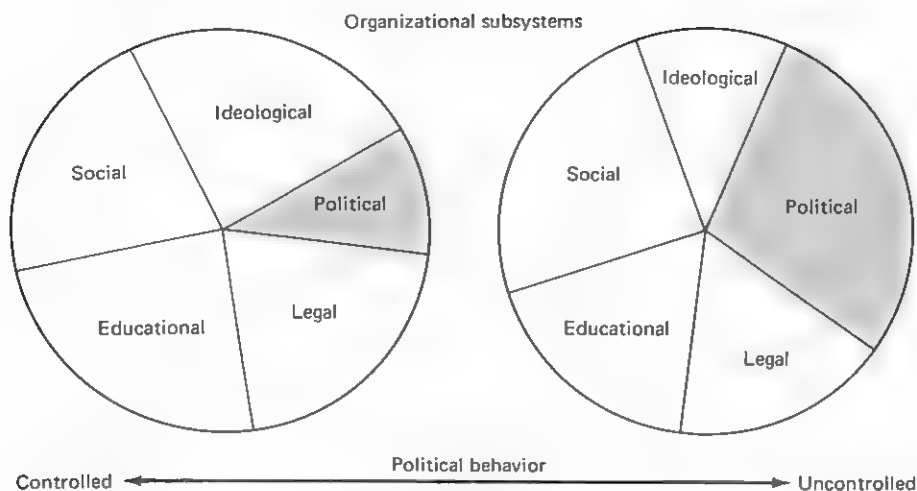 Organizational subsystems
Ideological
Social
Political
Educational
Legal
Ideological
Social
Political
Educational
Legal
Political behavior
Controlled
Uncontrolled